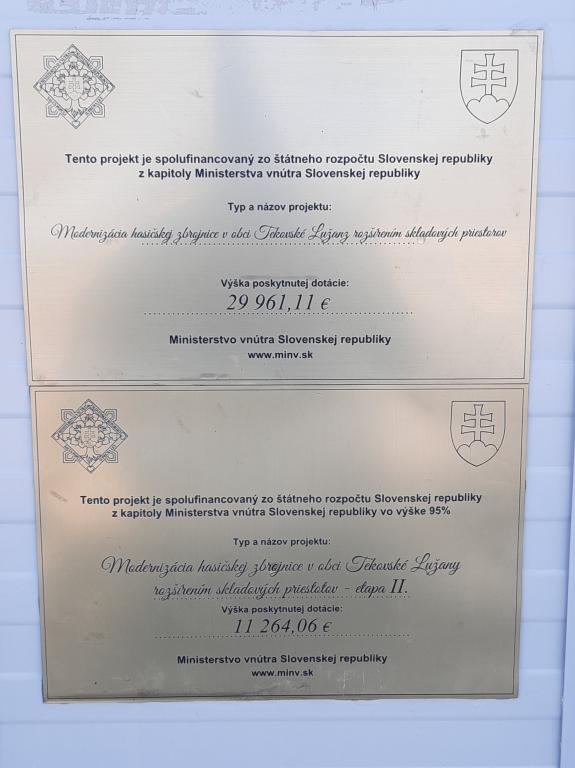 Tento projekt je spolufinancovaný zo štátneho rozpočtu Slovenskej republiky
z kapitoly Ministerstva vnútra Slovenskej republiky
Typ a názov projektu:
Modernizácia hasičskej zbrojnice v obci Tekovské Lužanz rozšírením skladových priestorov
Výška poskytnutej dotácie:
29 961,11 €
Ministerstvo vnútra Slovenskej republiky
www.minv.sk
Tento projekt je spolufinancovaný zo štátneho rozpočtu Slovenskej republiky
z kapitoly Ministerstva vnútra Slovenskej republiky vo výške 95%
Typ a názov projektu:
Modernizácia hasičskej zbrojnice v obci Tekovské Lužany
rozšírením skladových priestotov - etapa II.
Výška poskytnutej dotácie:
11 264,06 €
Ministerstvo vnútra Slovenskej republiky
www.minv.sk